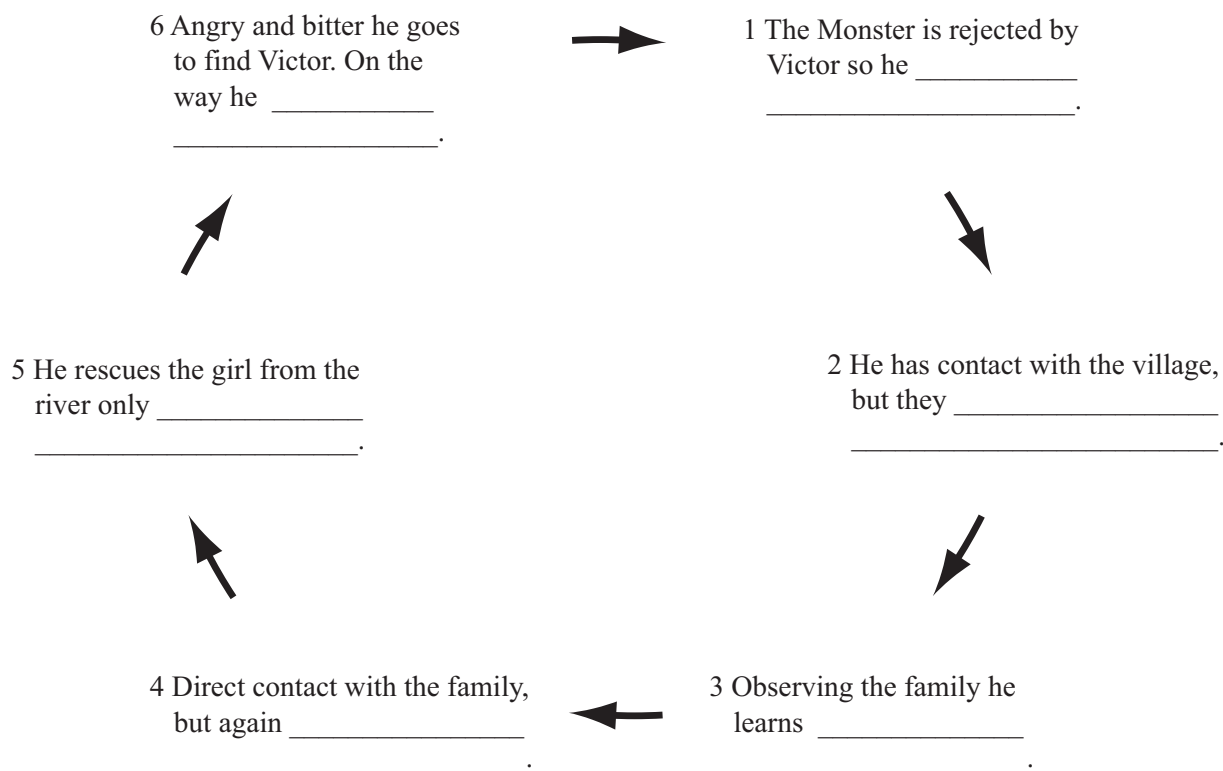 6 Angry and bitter he goes
to find Victor. On the
way he ___________
__________________.
1 The Monster is rejected by
Victor so he ___________
_____________________.
2 He has contact with the village,
but they __________________
_________________________.
3 Observing the family he
learns ______________
.
4 Direct contact with the family,
but again ________________
.
5 He rescues the girl from the
river only ______________
______________________.